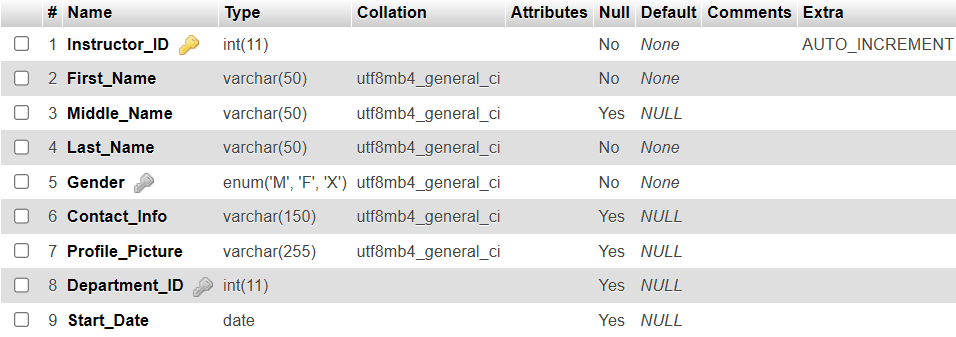 # Name Type Collation Attributes Null Default Comments Extra
1 Instructor_ID int(11) No None AUTO_INCREMENT
2 First_Name varchar(50) utf8mb4_general_ci No None
3 Middle_Name varchar(50) utf8mb4_general_ci Yes NULL
4 Last_Name varchar(50) utf8mb4_general_ci No None
5 Gender enum('M', 'F', 'X') utf8mb4_general_ci No None
6 Contact_Info varchar(150) utf8mb4_general_ci Yes NULL
7 Profile_Picture varchar(255) utf8mb4_general_ci Yes NULL
8 Department_ID int(11) Yes NULL
9 Start_Date date Yes NULL